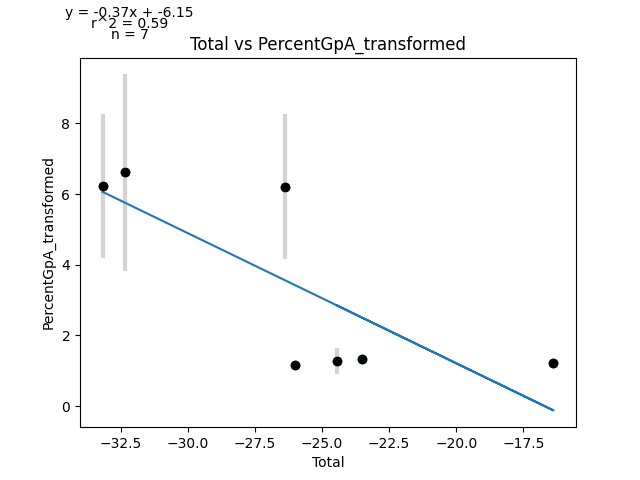 y = -0.37x + -6.15
r^2 = 0.59
n = 7
Total vs PercentGpA_transformed
PercentGpA_transformed
8
6
4
2
0
−32.5 −30.0 −27.5 −25.0 −22.5 −20.0 −17.5
Total